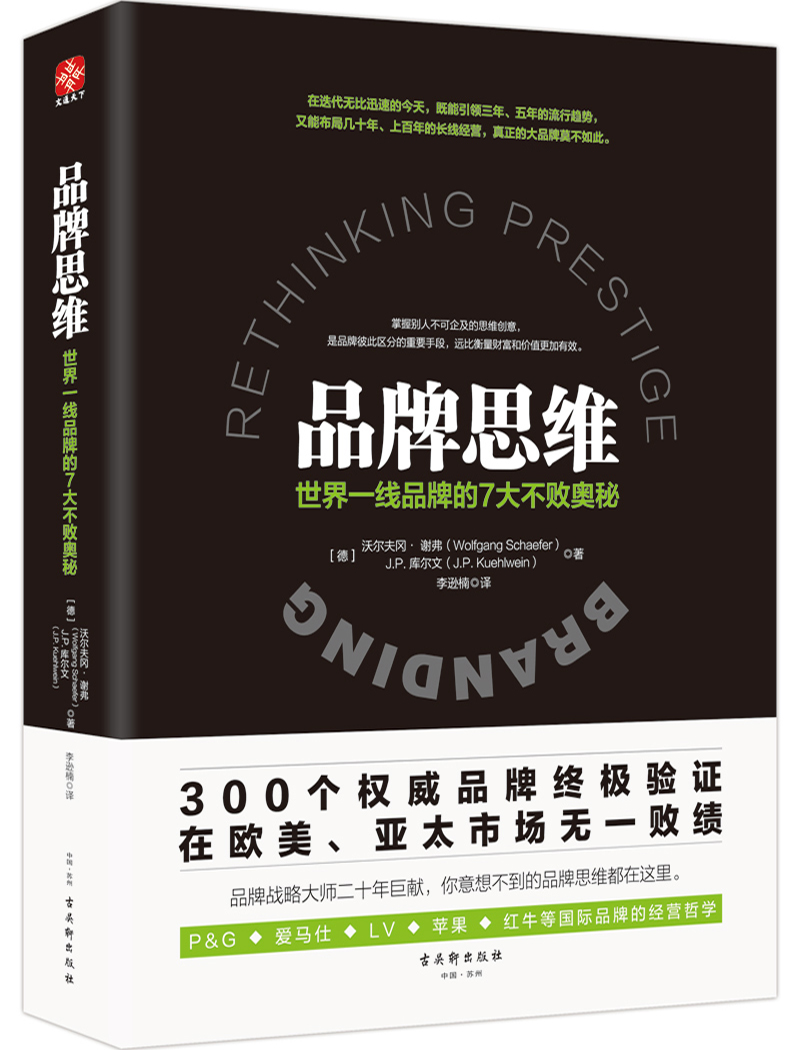 文通天下
品牌思维
世界一线品牌的7大不败奥秘
[德]
沃尔夫冈·谢弗
(Wolfgang Schaefer)
J.P.库尔文
(J.P. Kuehlwein)
◎著
李逊楠◎译
中国·苏州
古吴轩出版社
在迭代无比迅速的今天，既能引领三年、五年的流行趋势，
又能布局几十年、上百年的长线经营，真正的大品牌莫不如此。
RETHINKING PRESTIGE
掌握别人不可企及的思维创意，
是品牌彼此区分的重要手段，远比衡量财富和价值更加有效。
品牌思维
世界一线品牌的7大不败奥秘
[德] 沃尔夫冈·谢弗（Wolfgang Schaefer）
J.P. 库尔文（J.P. Kuehlwein） ◎著
李逊楠◎译
BRANDING
300个权威品牌终极验证
在欧美、亚太市场无一败绩
品牌战略大师二十年巨献，你意想不到的品牌思维都在这里。
P&G ◆ 爱马仕 ◆ LV ◆ 苹果 ◆ 红牛等国际品牌的经营哲学
古吴轩出版社
中国·苏州